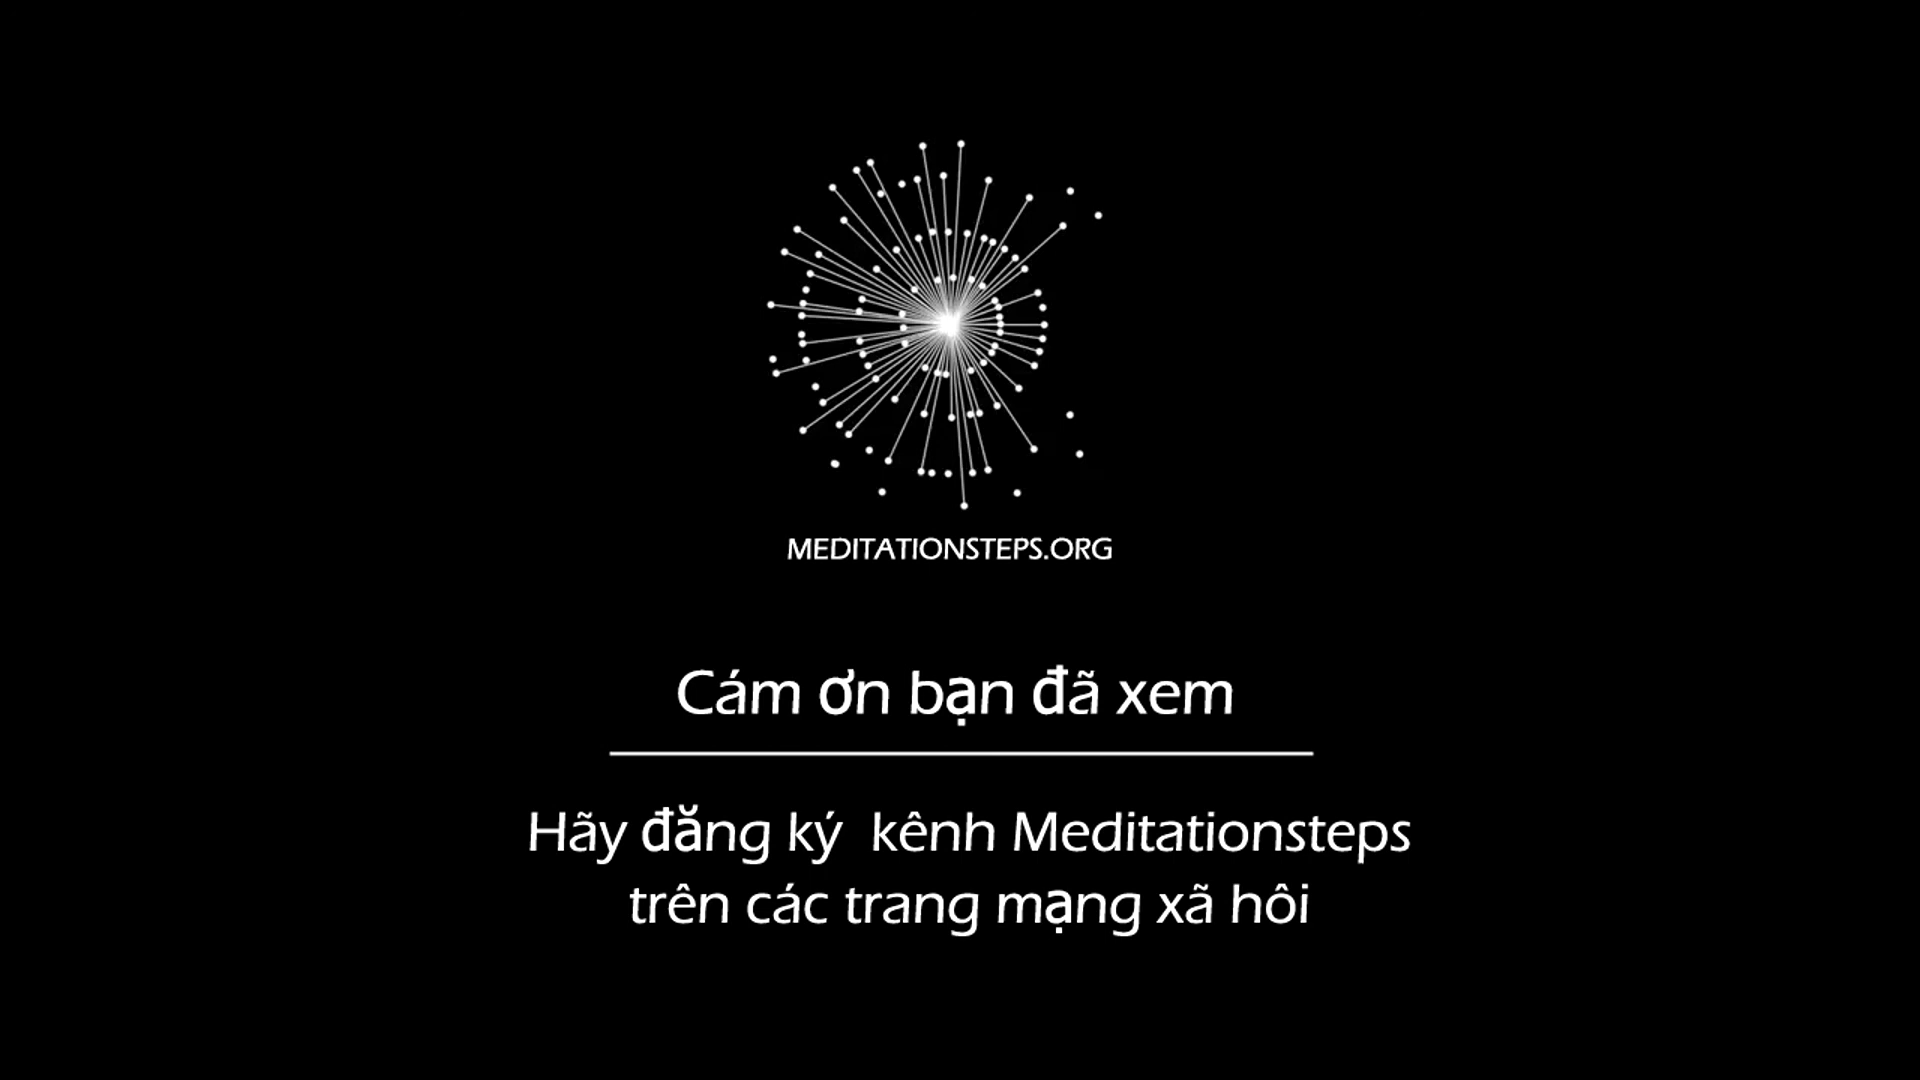 MEDITATIONSTEPS.ORG
Cám ơn bạn đã xem
Hãy đăng ký kênh Meditationsteps
trên các trang mạng xã hôi